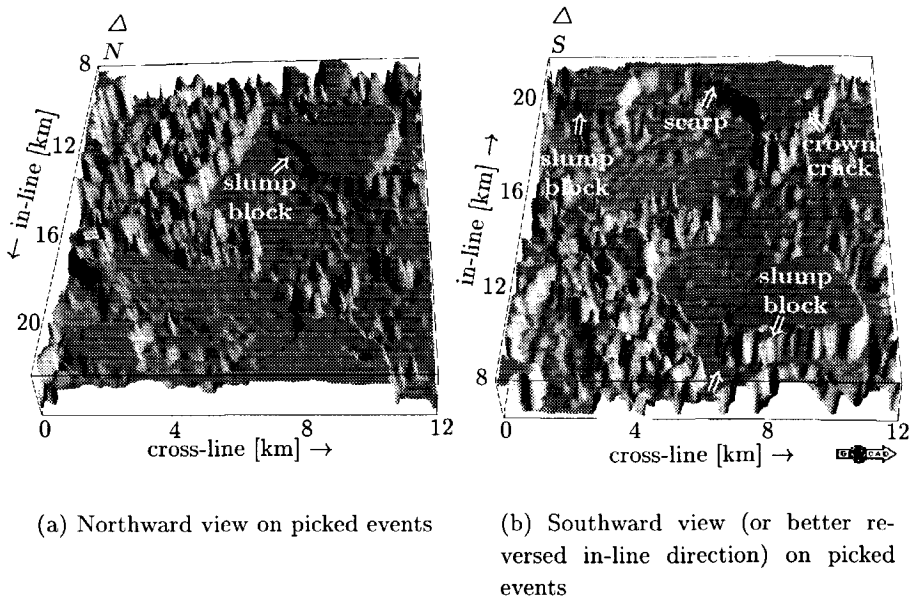 △
N
8
12
16
20
← in-line [km]
slump
block
0
4
8
12
cross-line [km] →
(a) Northward view on picked events
△
S
20
16
12
8
in-line [km] →
scarp
slump
block
crown
crack
slump
block
0
4
8
12
cross-line [km] →
(b) Southward view (or better re-
versed in-line direction) on picked
events